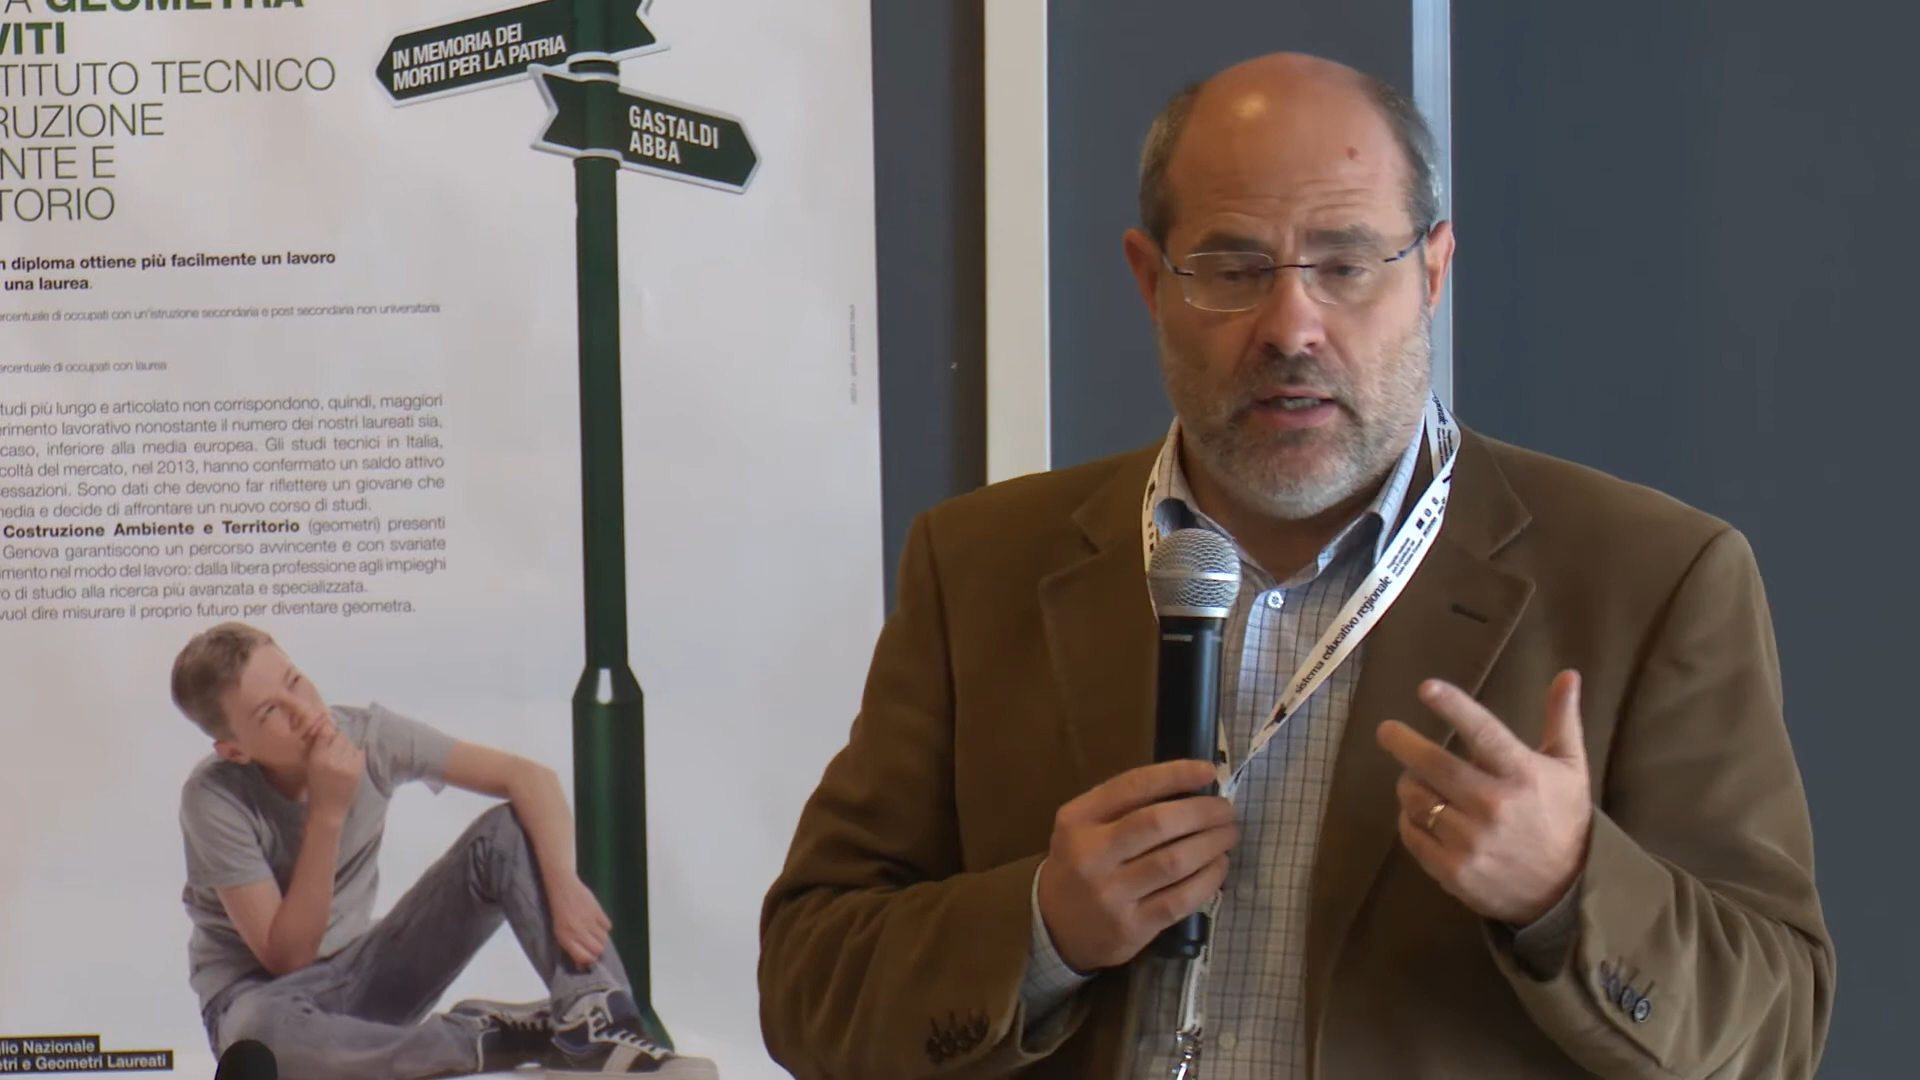 A GEOMETRA
VITI
TITUTO TECNICO
RUZIONE
NTE E
TORIO
n diploma ottiene più facilmente un lavoro
una laurea.
ercentuale di occupati con un'istruzione secondaria e post secondaria non universitaria
ercentuale di occupati con laurea
tudi più lungo e articolato non corrispondono, quindi, maggiori
rimento lavorativo nonostante il numero dei nostri laureati sia,
caso, inferiore alla media europea. Gli studi tecnici in Italia,
coltà del mercato, nel 2013, hanno confermato un saldo attivo
essazioni. Sono dati che devono far riflettere un giovane che
media e decide di affrontare un nuovo corso di studi.
Costruzione Ambiente e Territorio (geometri) presenti
Genova garantiscono un percorso avvincente e con svariate
imento nel modo del lavoro: dalla libera professione agli impieghi
o di studio alla ricerca più avanzata e specializzata.
vuol dire misurare il proprio futuro per diventare geometra.
lio Nazionale
etri e Geometri Laureati
IN MEMORIA DEI
MORTI PER LA PATRIA
GASTALDI
ABBA
sistema educativo regionale